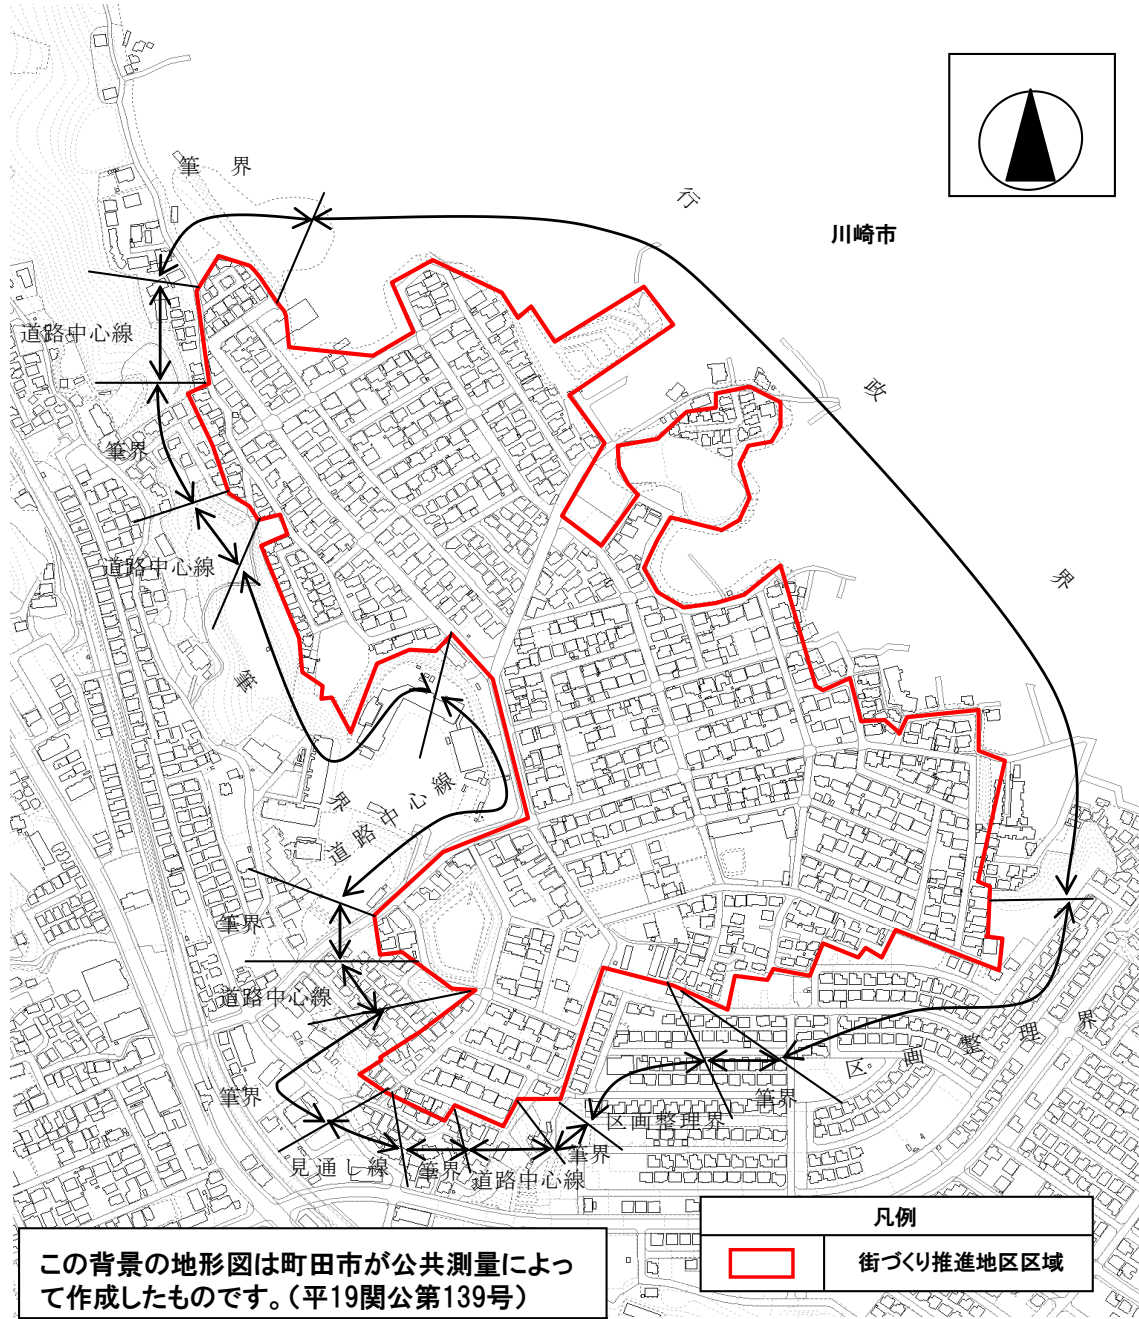 筆界
行政界
川崎市
道路中心線
筆界
道路中心線
筆界
道路中心線
筆界
道路中心線
筆界
見通し線
筆界
道路中心線
筆界
区画整理界
筆界
区画整理界
凡例
街づくり推進地区区域
この背景の地形図は町田市が公共測量によっ
て作成したものです。（平19関公第139号）